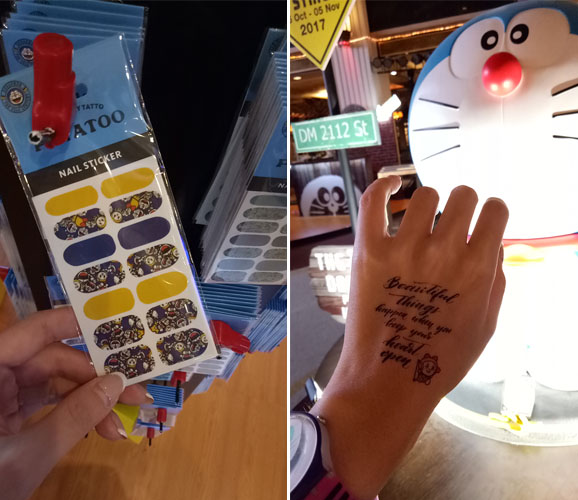 TATTO
ATOO
NAIL STICKER
Oct - 05 Nov
2017
DM 2112 St
Beautiful
things
happen when you
keep your
heart
open